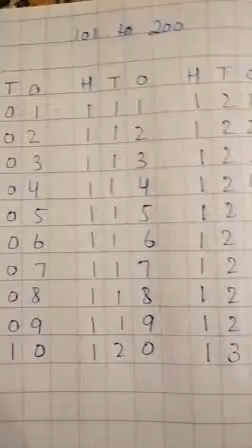 101 to 200
T O H T O H T O
0 1 1 1 1 1 2
0 2 1 1 2 1 2
0 3 1 1 3 1 2
0 4 1 1 4 1 2
0 5 1 1 5 1 2
0 6 1 1 6 1 2
0 7 1 1 7 1 2
0 8 1 1 8 1 2
0 9 1 1 9 1 2
1 0 1 2 0 1 3